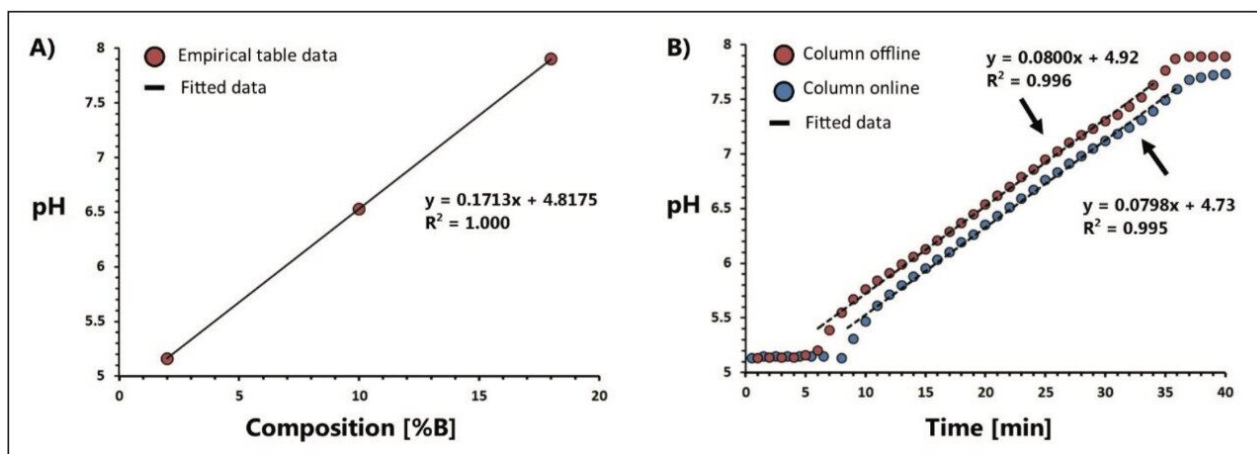 A)
Empirical table data
Fitted data
8
7.5
7
6.5
6
5.5
5
pH
y = 0.1713x + 4.8175
R² = 1.000
0
5
10
15
20
Composition [%B]
B)
Column offline
Column online
Fitted data
y = 0.0800x + 4.92
R² = 0.996
8
7.5
7
6.5
6
5.5
5
pH
y = 0.0798x + 4.73
R² = 0.995
0
5
10
15
20
25
30
35
40
Time [min]